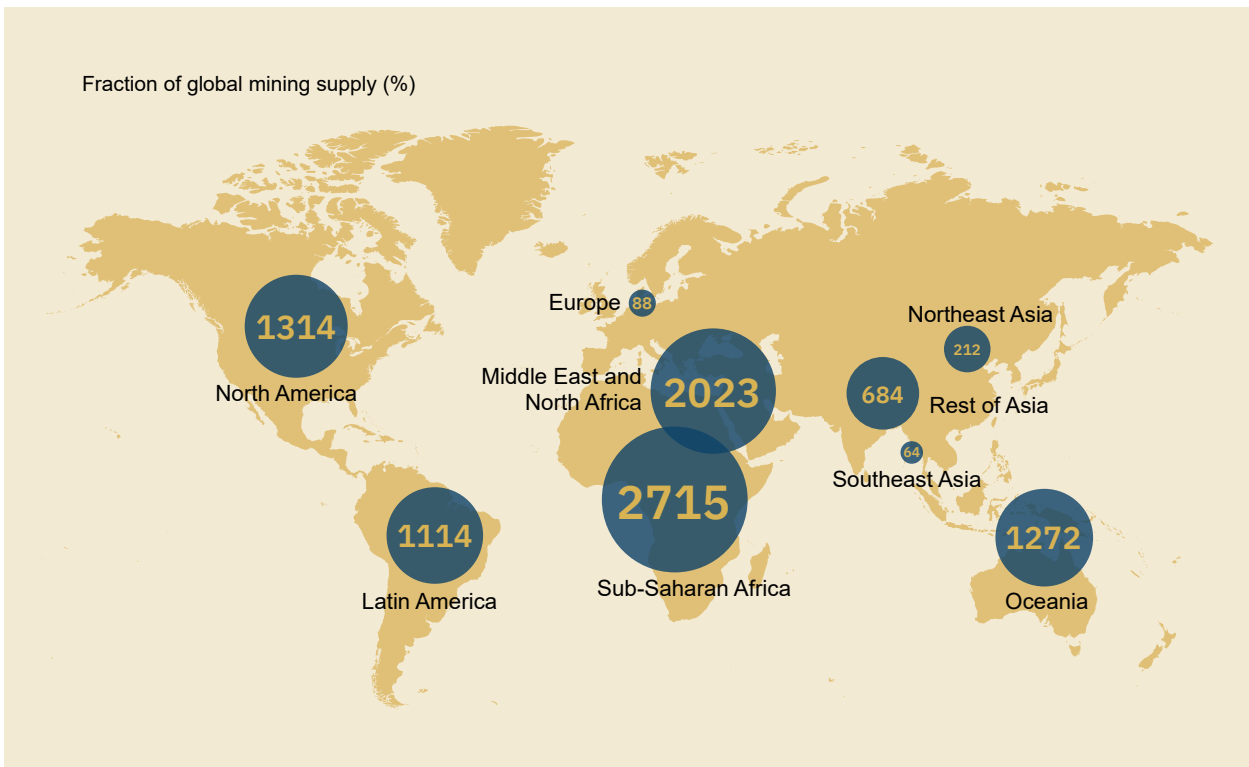 Fraction of global mining supply (%)
Europe 88
Northeast Asia
1314
212
Middle East and
North Africa
2023
684
North America
Rest of Asia
64
Southeast Asia
2715
1114
1272
Sub-Saharan Africa
Latin America
Oceania